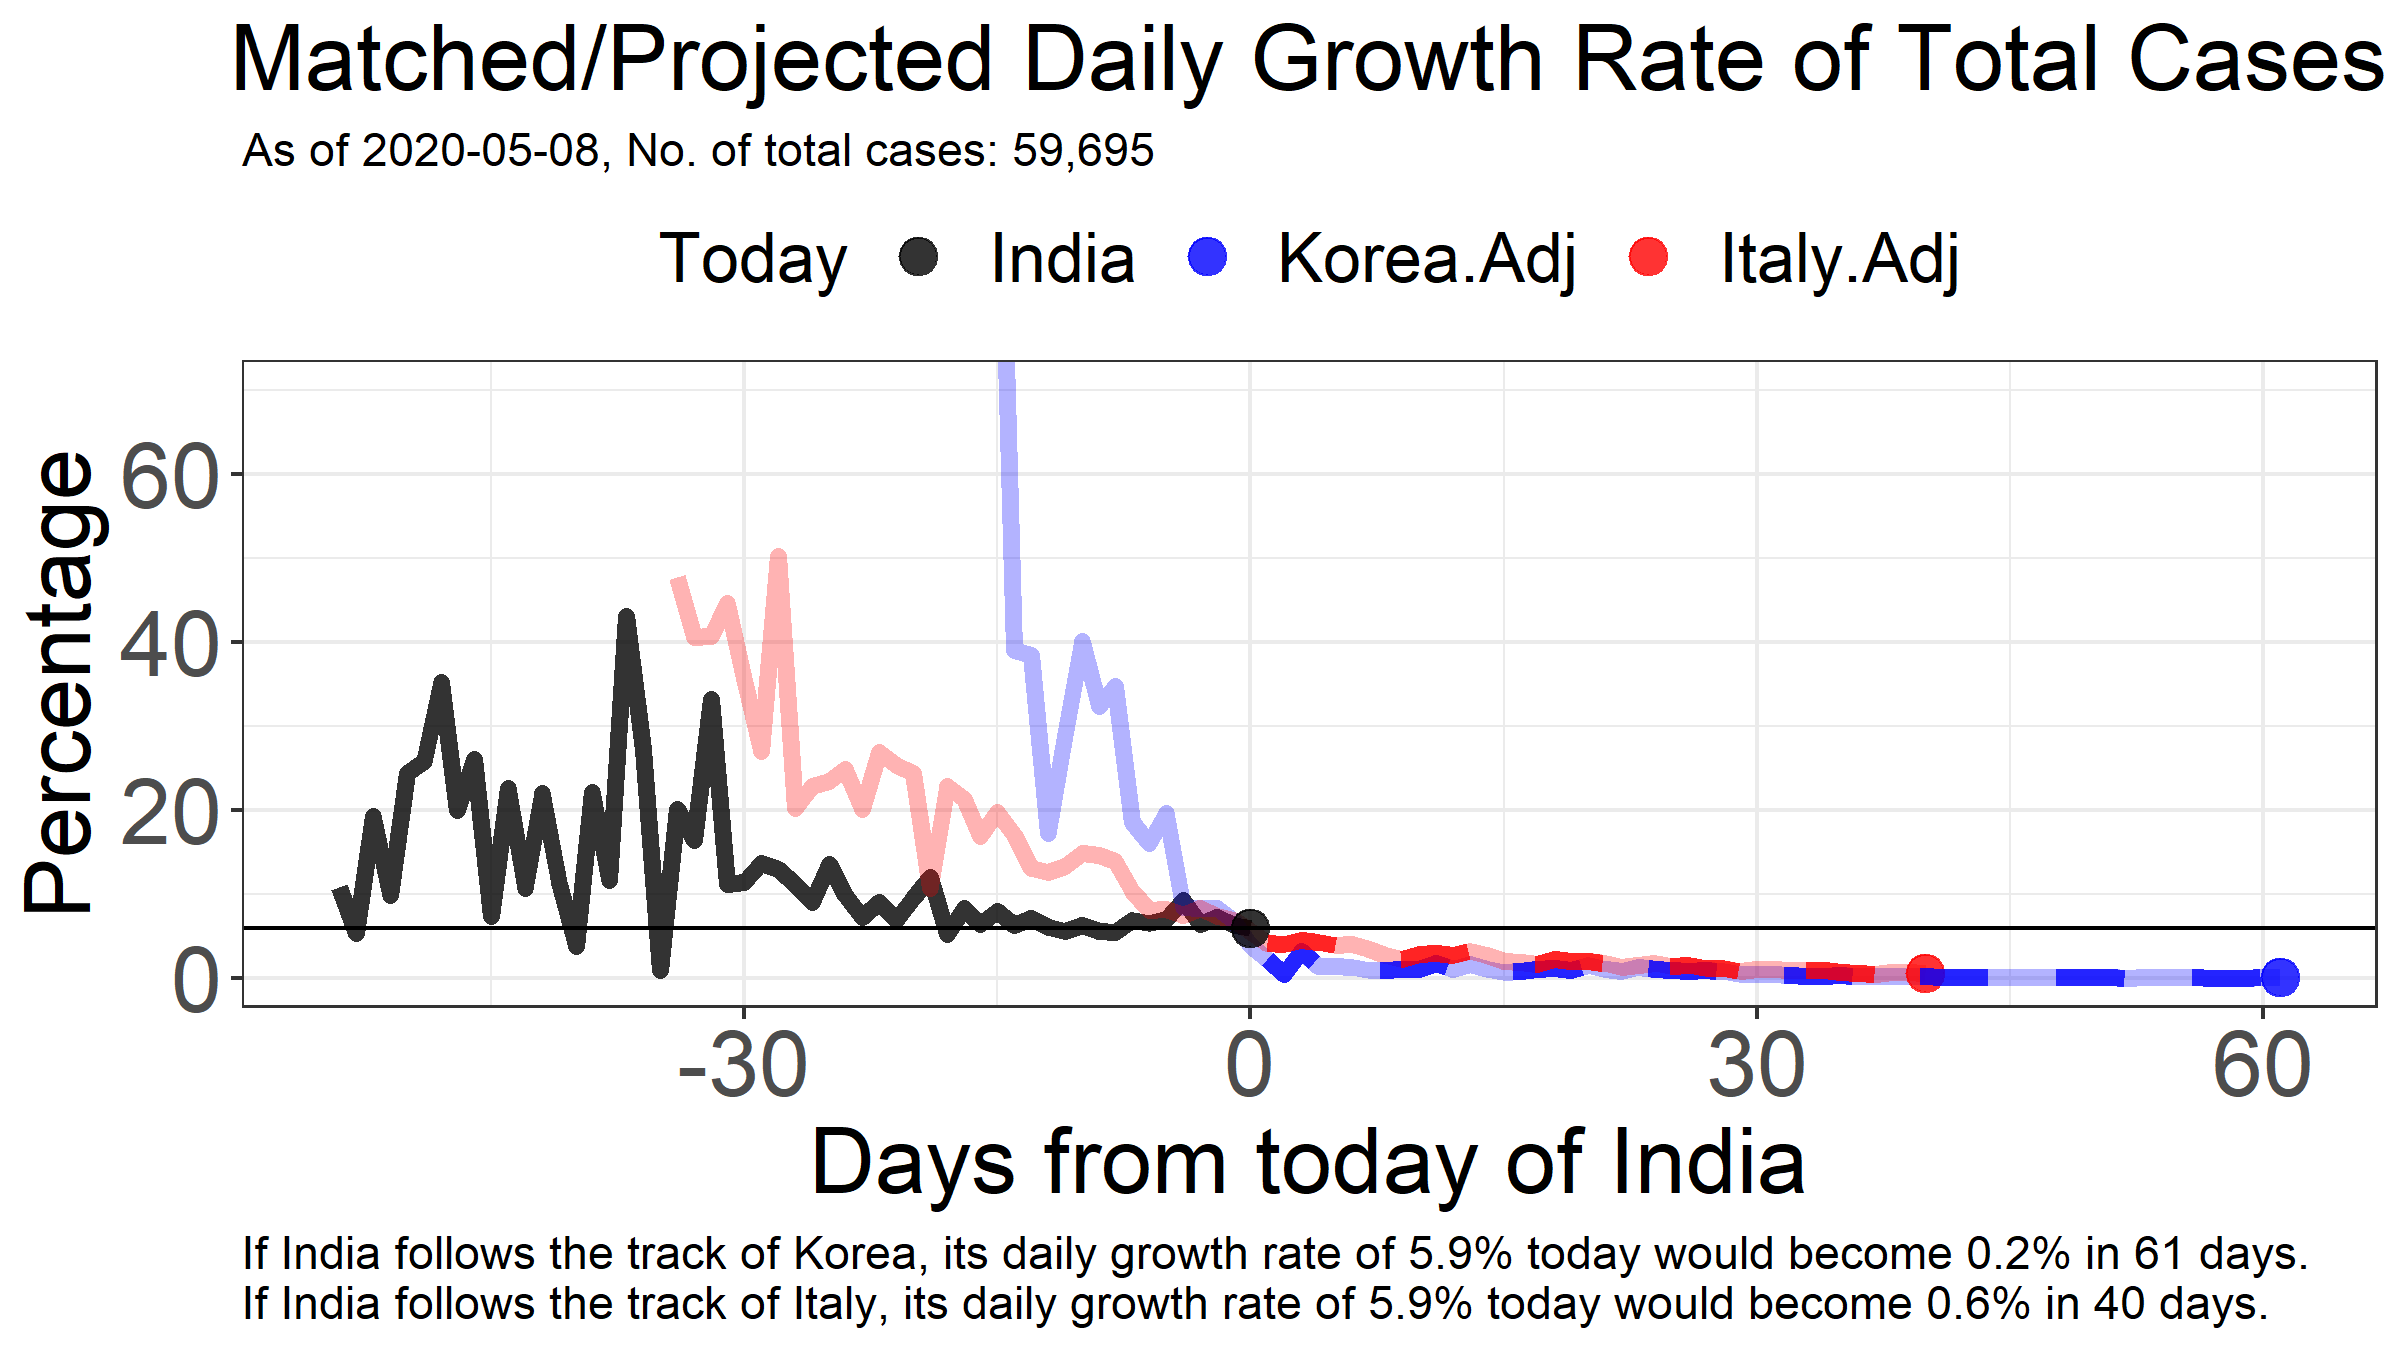 Matched/Projected Daily Growth Rate of Total Cases
As of 2020-05-08, No. of total cases: 59,695
Today India Korea.Adj Italy.Adj
Percentage
60
40
20
0
-30 0 30 60
Days from today of India
If India follows the track of Korea, its daily growth rate of 5.9% today would become 0.2% in 61 days.
If India follows the track of Italy, its daily growth rate of 5.9% today would become 0.6% in 40 days.